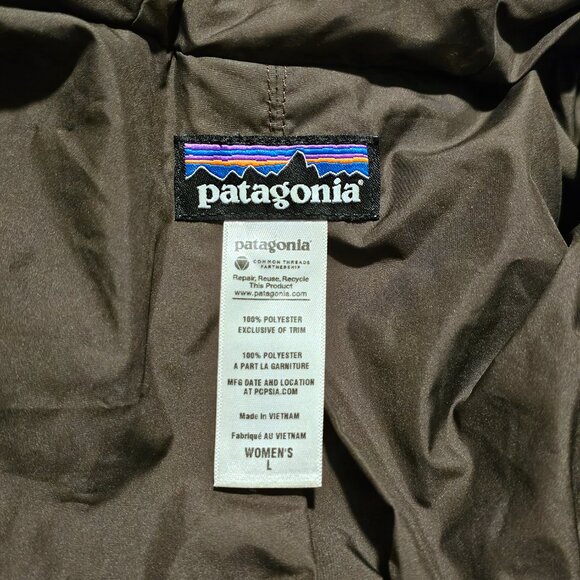 patagonia®
patagonia®
COMMON THREADS
PARTNERSHIP
Repair, Reuse, Recycle
This Product
www.patagonia.com
100% POLYESTER
EXCLUSIVE OF TRIM
100% POLYESTER
A PART LA GARNITURE
MFG DATE AND LOCATION
AT PCPSIA.COM
Made in VIETNAM
Fabriqué AU VIETNAM
WOMEN'S
L